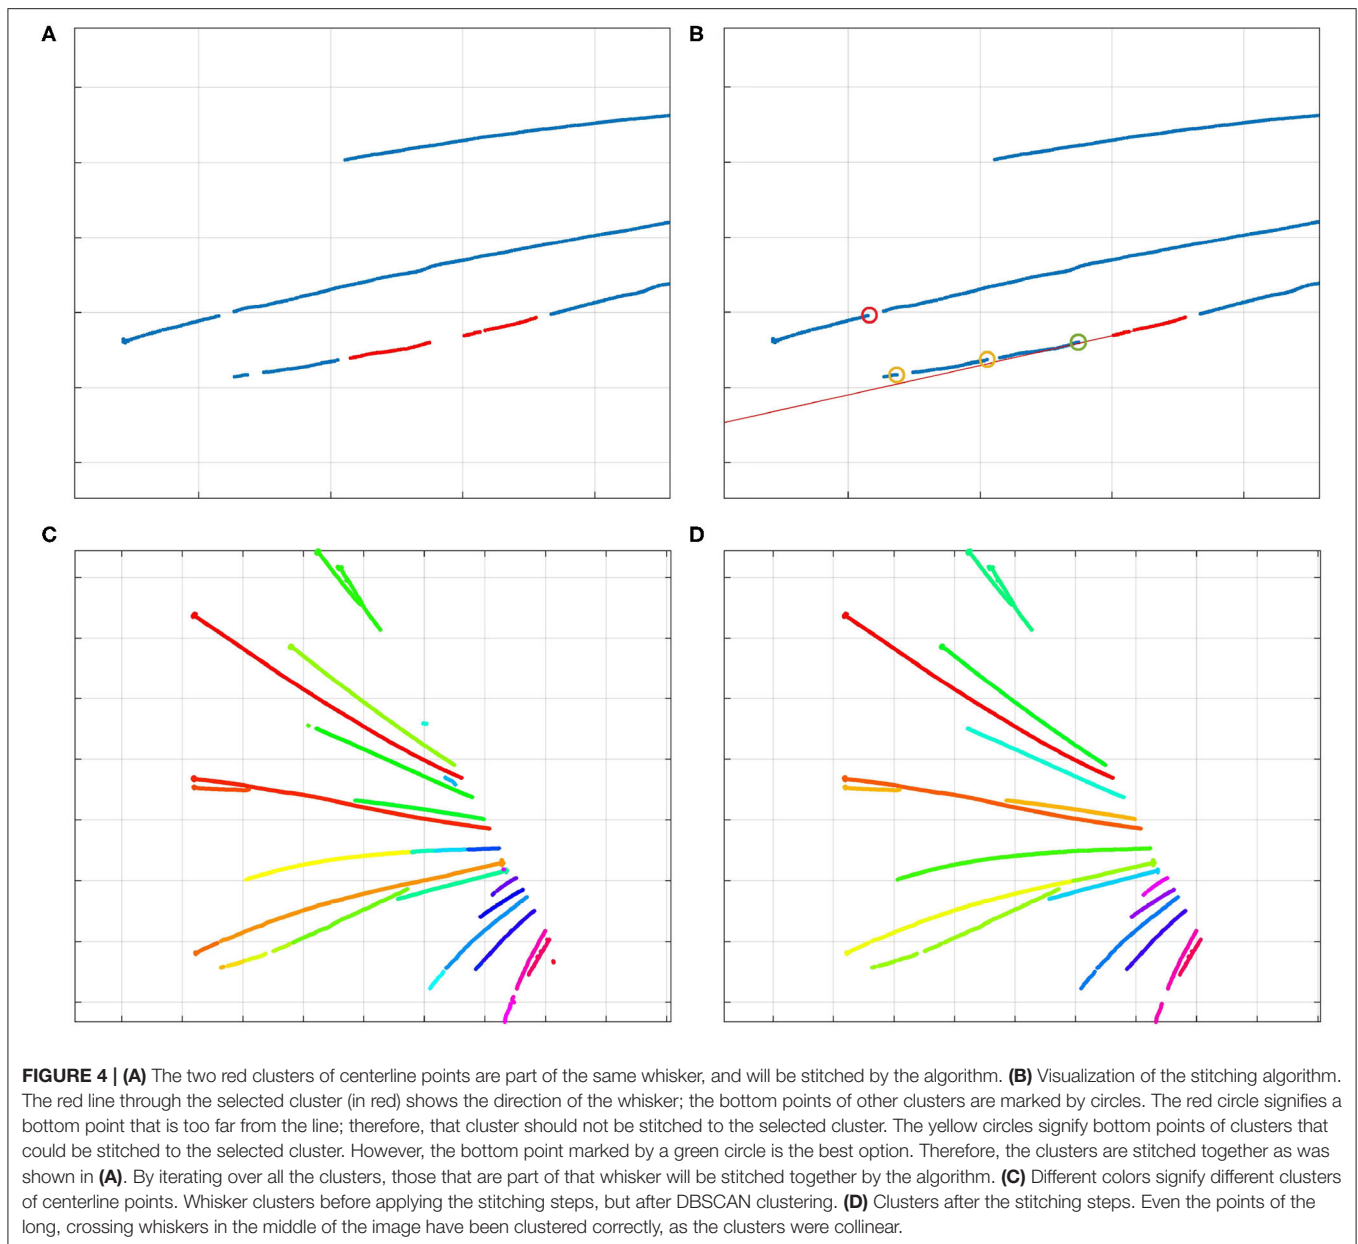 A
B
C
D
FIGURE 4 | (A) The two red clusters of centerline points are part of the same whisker, and will be stitched by the algorithm. (B) Visualization of the stitching algorithm.
The red line through the selected cluster (in red) shows the direction of the whisker; the bottom points of other clusters are marked by circles. The red circle signifies a
bottom point that is too far from the line; therefore, that cluster should not be stitched to the selected cluster. The yellow circles signify bottom points of clusters that
could be stitched to the selected cluster. However, the bottom point marked by a green circle is the best option. Therefore, the clusters are stitched together as was
shown in (A). By iterating over all the clusters, those that are part of that whisker will be stitched together by the algorithm. (C) Different colors signify different clusters
of centerline points. Whisker clusters before applying the stitching steps, but after DBSCAN clustering. (D) Clusters after the stitching steps. Even the points of the
long, crossing whiskers in the middle of the image have been clustered correctly, as the clusters were collinear.